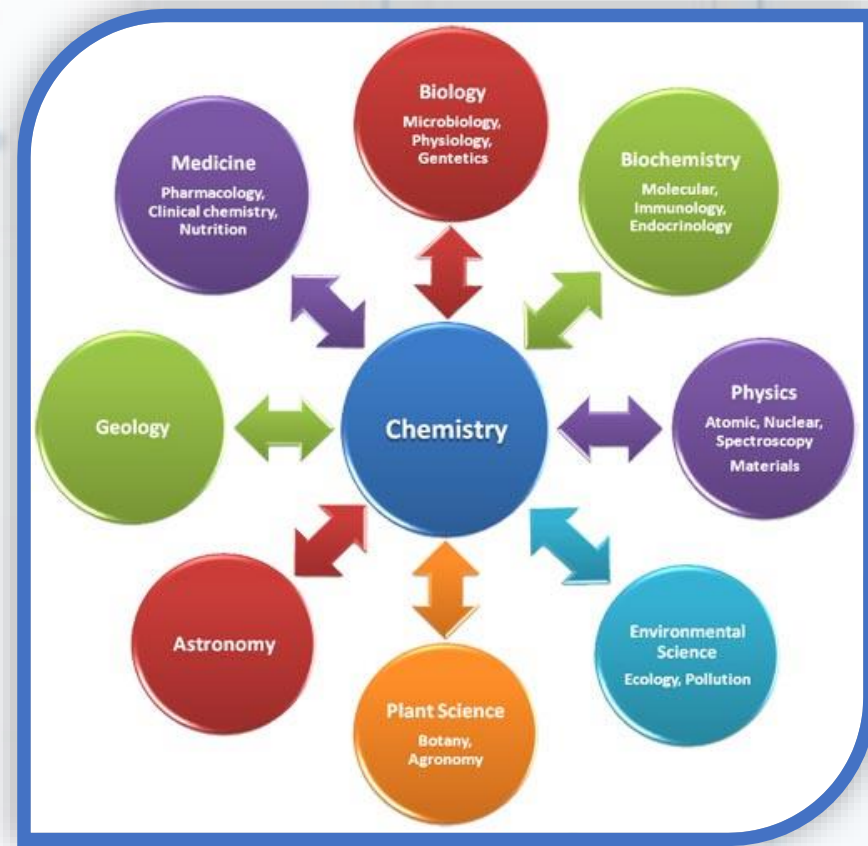 Biology
Microbiology,
Physiology,
Gentetics
Biochemistry
Molecular,
Immunology,
Endocrinology
Physics
Atomic, Nuclear,
Spectroscopy
Materials
Environmental
Science
Ecology, Pollution
Plant Science
Botany,
Agronomy
Astronomy
Geology
Medicine
Pharmacology,
Clinical chemistry,
Nutrition
Chemistry